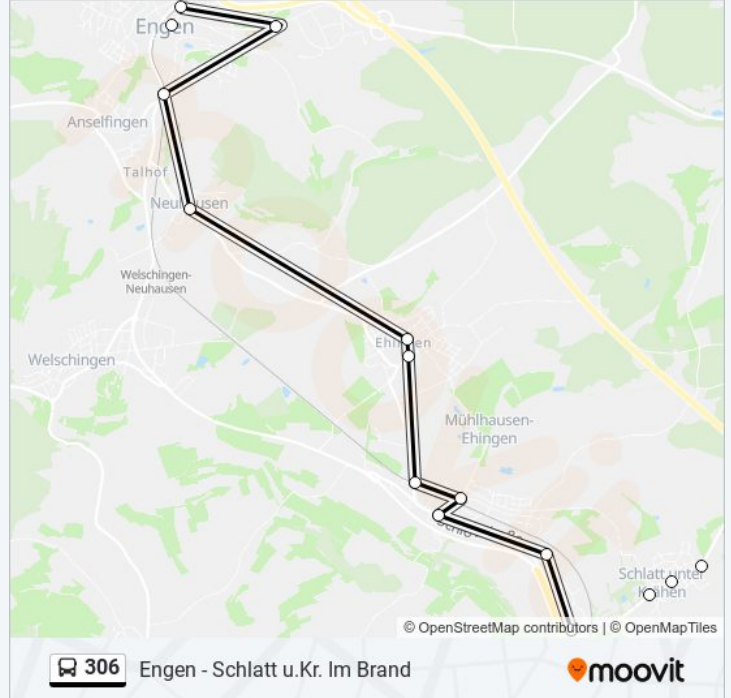 Engen
Anselfingen
Talhof
Neuhausen
Welschingen-
Neuhausen
Welschingen
Ehingen
Mühlhausen-
Ehingen
Schlatt unter
Krähen
© OpenStreetMap contributors | © OpenMapTiles
306 Engen - Schlatt u.Kr. Im Brand
moovit